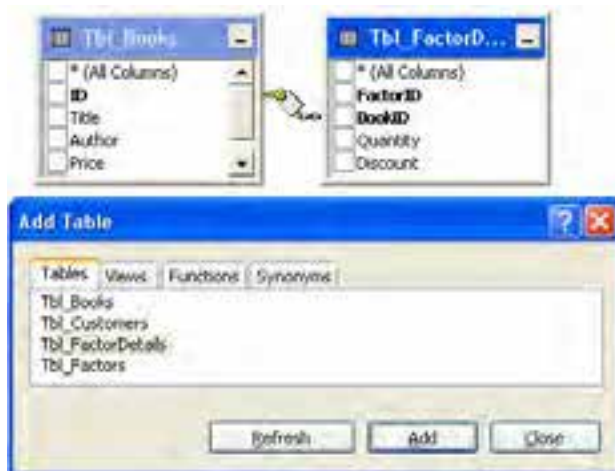 Tbl_Books
* (All Columns)
ID
Title
Author
Price
Tbl_FactorD...
* (All Columns)
FactorID
BookID
Quantity
Discount
Add Table
Tables Views Functions Synonyms
Tbl_Books
Tbl_Customers
Tbl_FactorDetails
Tbl_Factors
Refresh Add Close